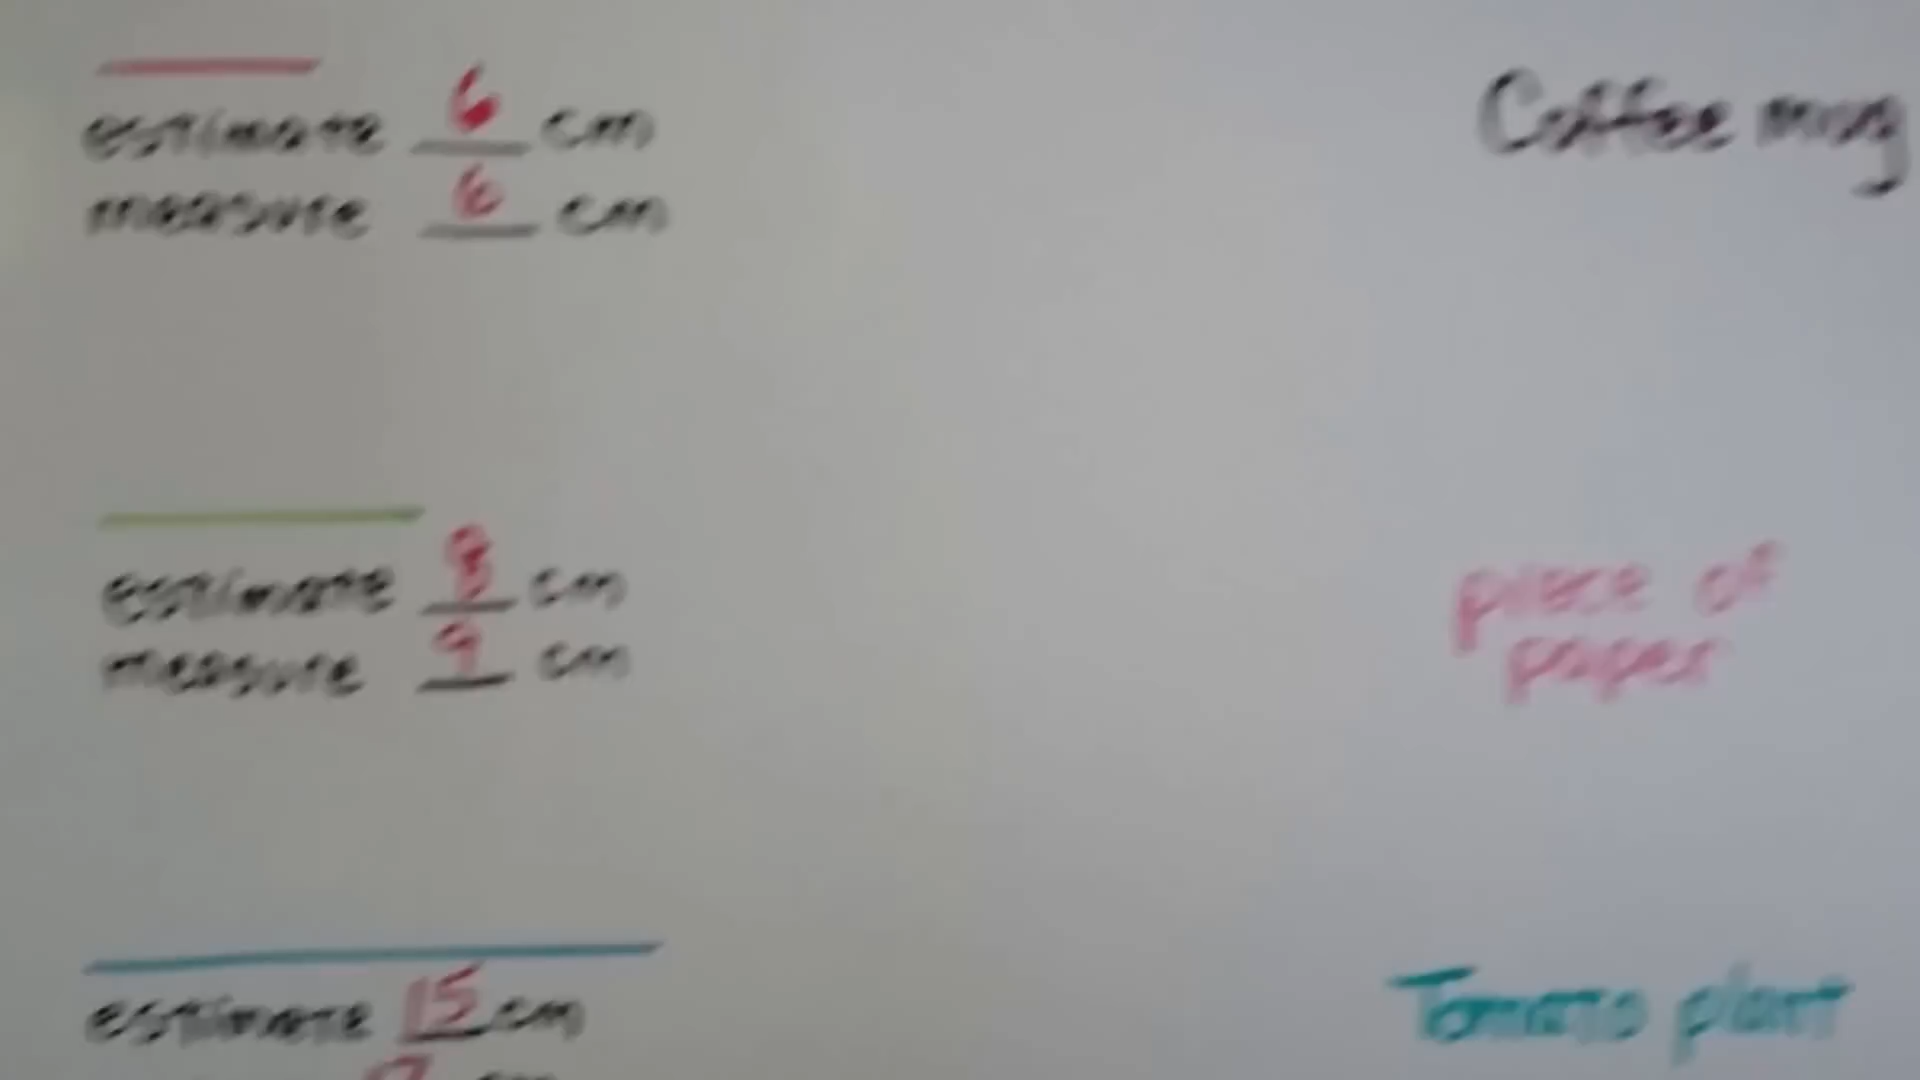 estimate 6 cm
measure 6 cm
Coffee mug
estimate 8 cm
measure 9 cm
piece of
paper
estimate 15 cm
cm
Tomato plant